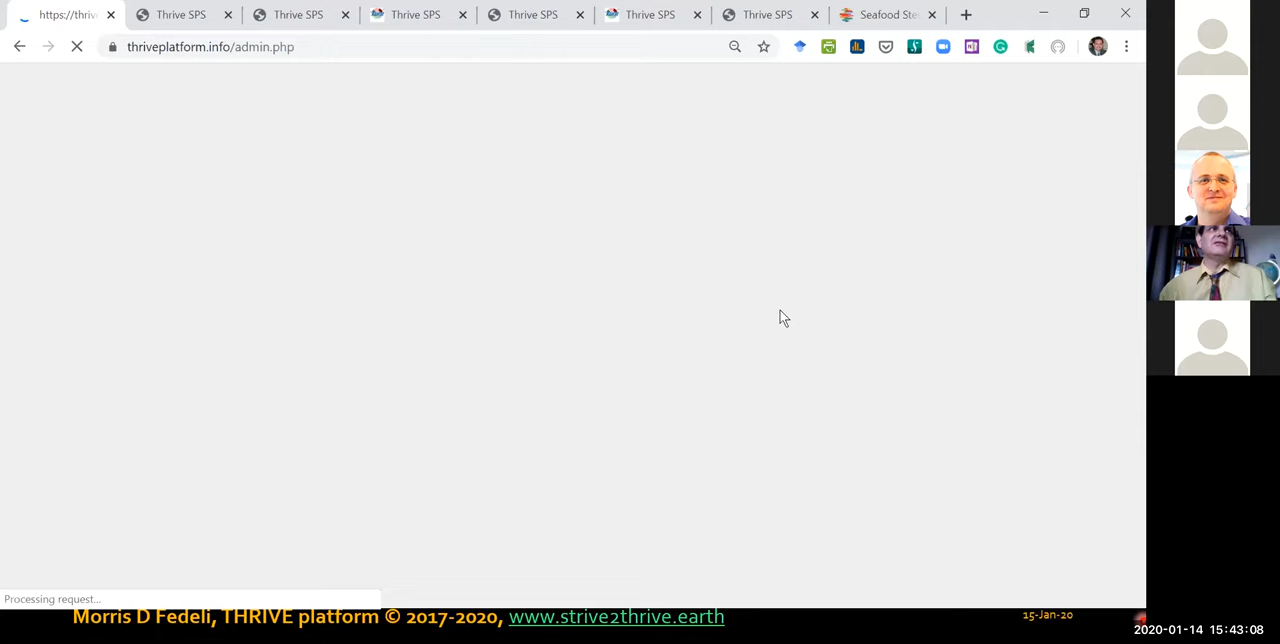 https://thriv
Thrive SPS
Thrive SPS
Thrive SPS
Thrive SPS
Thrive SPS
Thrive SPS
Seafood Ste
thriveplatform.info/admin.php
Processing request...
Morris D Fedeli, THRIVE platform © 2017-2020, www.strive2thrive.earth
15-Jan-20
2020-01-14 15:43:08